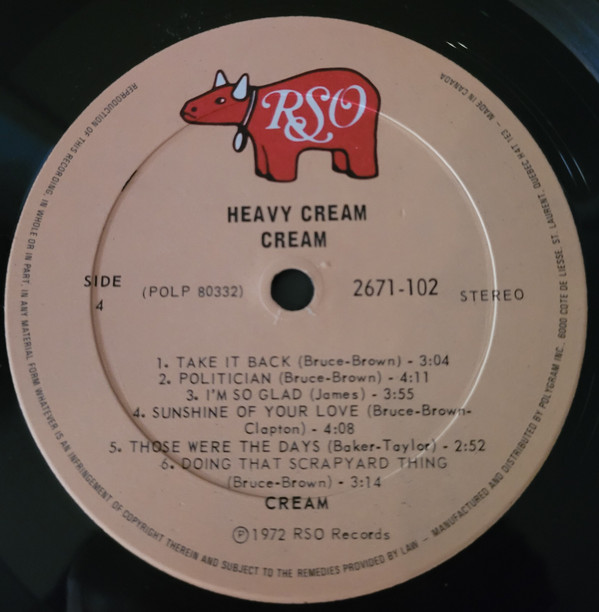 RSO
HEAVY CREAM
CREAM
SIDE
4
(POLP 80332)
2671-102
STEREO
1. TAKE IT BACK (Bruce-Brown) - 3:04
2. POLITICIAN (Bruce-Brown) - 4:11
3. I'M SO GLAD (James) - 3:55
4. SUNSHINE OF YOUR LOVE (Bruce-Brown-
Clapton) - 4:08
5. THOSE WERE THE DAYS (Baker-Taylor) - 2:52
6. DOING THAT SCRAPYARD THING
(Bruce-Brown) - 3:14
CREAM
Ⓟ1972 RSO Records
REPRODUCTION OF THIS RECORDING, IN WHOLE OR IN PART, IN ANY MATERIAL FORM WHATEVER IS AN INFRINGEMENT OF COPYRIGHT THEREIN AND SUBJECT TO THE REMEDIES PROVIDED BY LAW — MANUFACTURED AND DISTRIBUTED BY POLYGRAM INC., 6000 COTE DE LIESSE, ST. LAURENT, QUEBEC H4T 1E3 — MADE IN CANADA